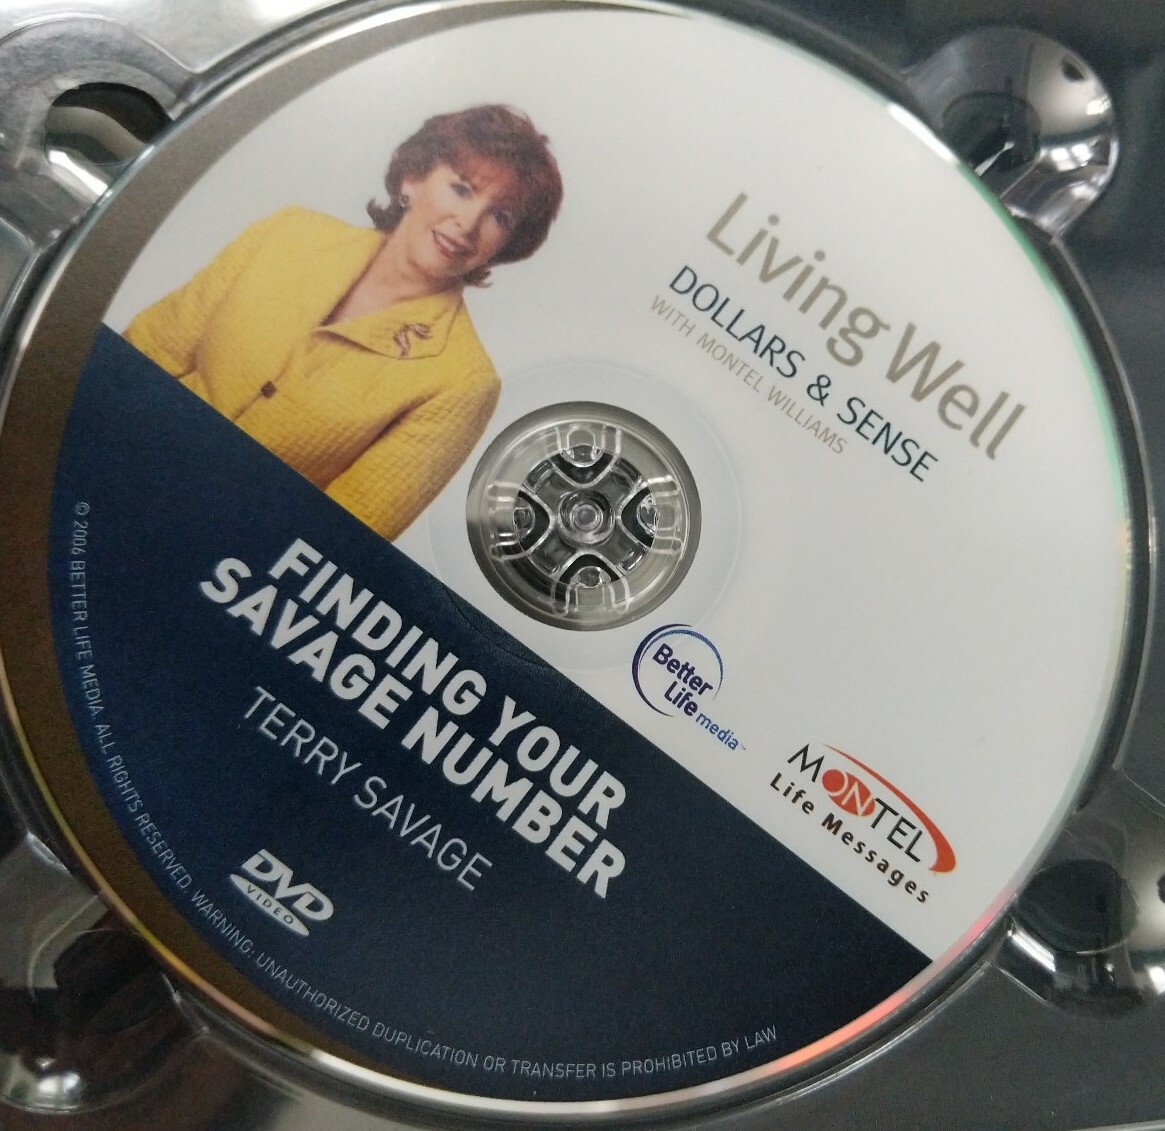 Living Well
DOLLARS & SENSE
WITH MONTEL WILLIAMS
FINDING YOUR
SAVAGE NUMBER
TERRY SAVAGE
Better
Life media™
MONTEL
Life Messages
DVD
VIDEO
© 2006 BETTER LIFE MEDIA. ALL RIGHTS RESERVED. WARNING: UNAUTHORIZED DUPLICATION OR TRANSFER IS PROHIBITED BY LAW